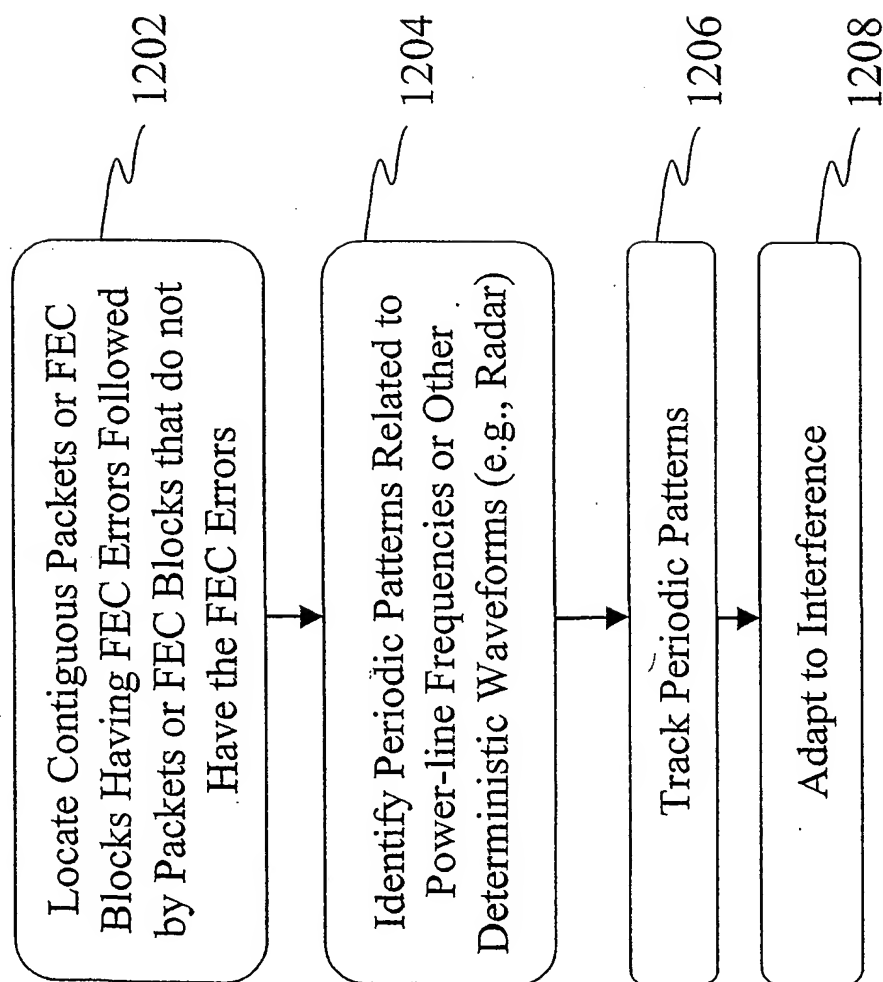 Locate Contiguous Packets or FEC
Blocks Having FEC Errors Followed
by Packets or FEC Blocks that do not
Have the FEC Errors
1202
Identify Periodic Patterns Related to
Power-line Frequencies or Other
Deterministic Waveforms (e.g., Radar)
1204
Track Periodic Patterns
1206
Adapt to Interference
1208